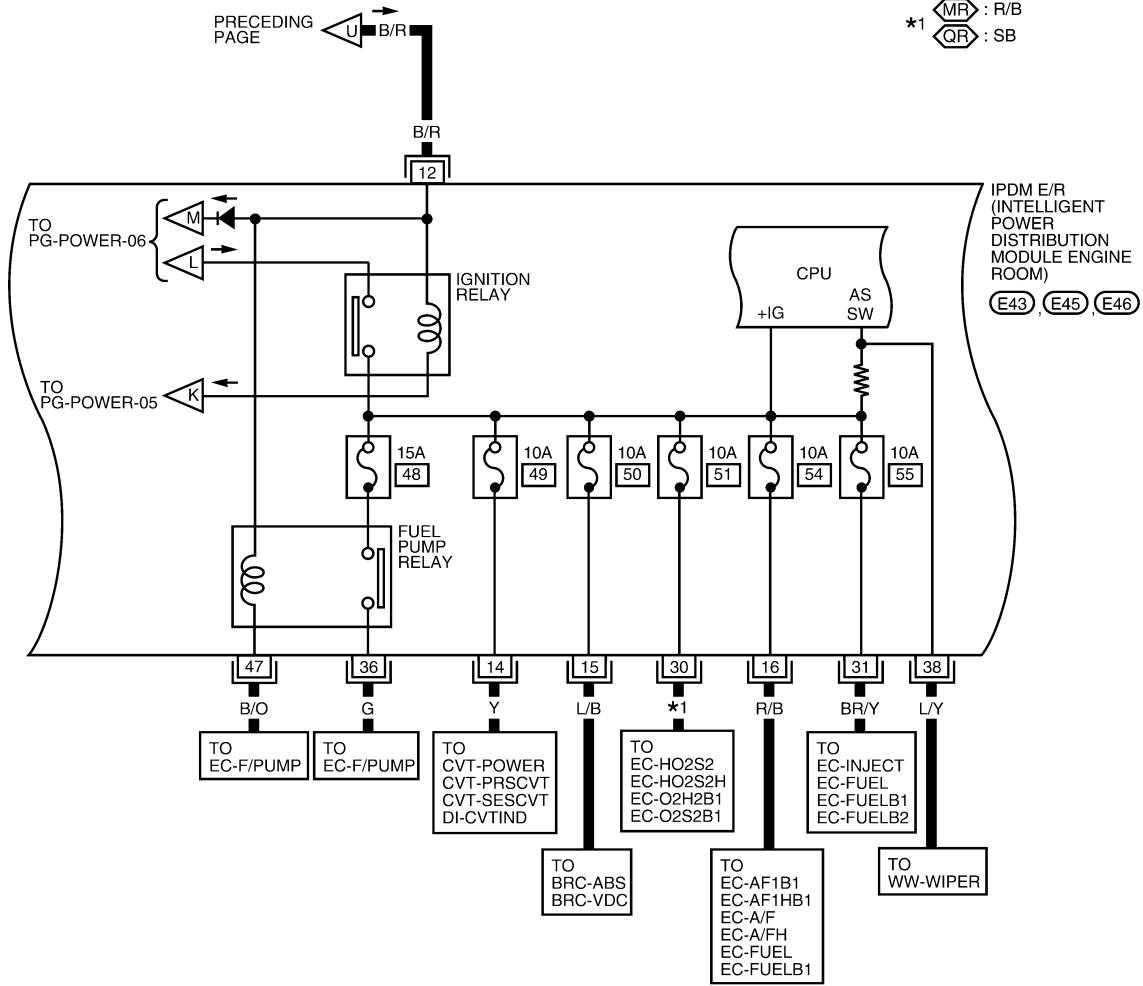 PRECEDING
PAGE
U
B/R
*1
MR : R/B
QR : SB
B/R
12
TO
PG-POWER-06
M
L
IGNITION
RELAY
CPU
+IG
AS
SW
IPDM E/R
(INTELLIGENT
POWER
DISTRIBUTION
MODULE ENGINE
ROOM)
E43 , E45 , E46
TO
PG-POWER-05
K
15A
48
10A
49
10A
50
10A
51
10A
54
10A
55
FUEL
PUMP
RELAY
47
36
14
15
30
16
31
38
B/O
G
Y
L/B
*1
R/B
BR/Y
L/Y
TO
EC-F/PUMP
TO
EC-F/PUMP
TO
CVT-POWER
CVT-PRSCVT
CVT-SESCVT
DI-CVTIND
TO
EC-HO2S2
EC-HO2S2H
EC-O2H2B1
EC-O2S2B1
TO
EC-INJECT
EC-FUEL
EC-FUELB1
EC-FUELB2
TO
BRC-ABS
BRC-VDC
TO
EC-AF1B1
EC-AF1HB1
EC-A/F
EC-A/FH
EC-FUEL
EC-FUELB1
TO
WW-WIPER